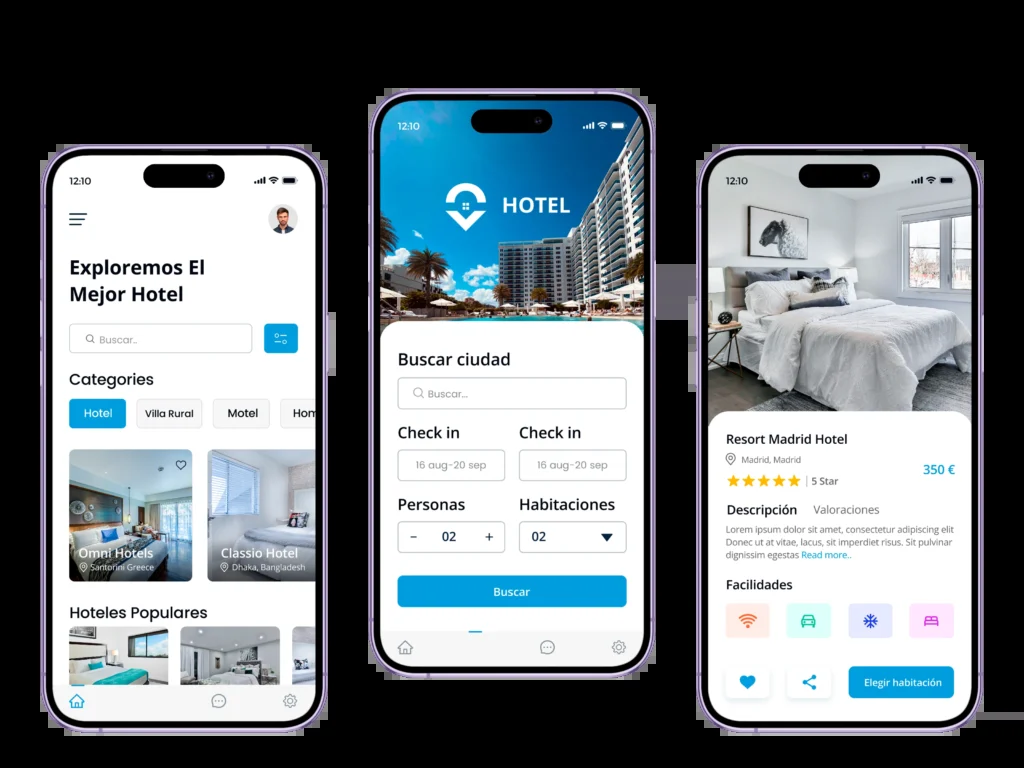 12:10
Exploremos El
Mejor Hotel
Buscar..
Categories
Hotel
Villa Rural
Motel
Hom
Omni Hotels
Santorini Greece
Classio Hotel
Dhaka, Bangladesh
Hoteles Populares
12:10
HOTEL
Buscar ciudad
Buscar...
Check in
Check in
16 aug-20 sep
16 aug-20 sep
Personas
Habitaciones
- 02 +
02
Buscar
12:10
Resort Madrid Hotel
Madrid, Madrid
350 €
5 Star
Descripción
Valoraciones
Lorem ipsum dolor sit amet, consectetur adipiscing elit
Donec ut at vitae, lacus, sit imperdiet risus. Sit pulvinar
dignissim egestas Read more..
Facilidades
Elegir habitación